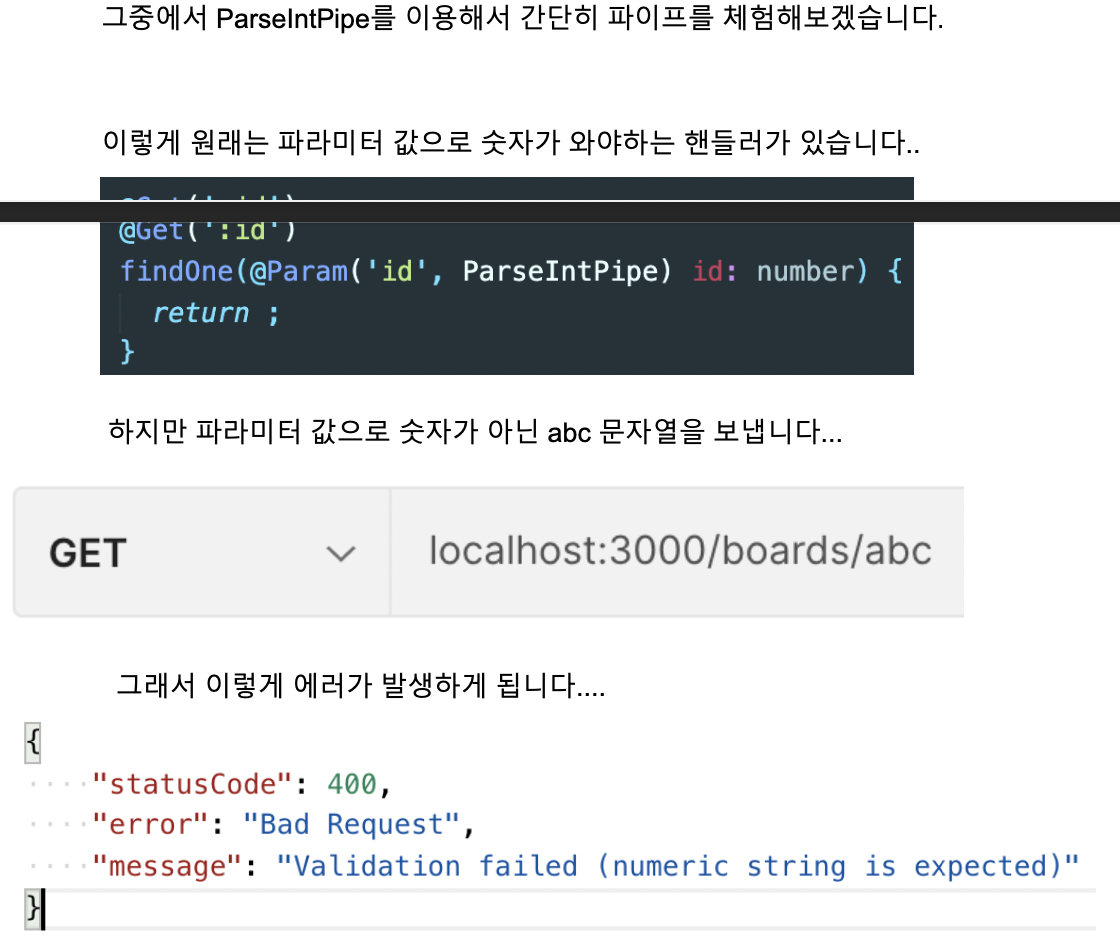 그중에서 ParseIntPipe를 이용해서 간단히 파이프를 체험해보겠습니다.
이렇게 원래는 파라미터 값으로 숫자가 와야하는 핸들러가 있습니다..
@Get(':id')
findOne(@Param('id', ParseIntPipe) id: number) {
return ;
}
하지만 파라미터 값으로 숫자가 아닌 abc 문자열을 보냅니다...
GET localhost:3000/boards/abc
그래서 이렇게 에러가 발생하게 됩니다....
{
"statusCode": 400,
"error": "Bad Request",
"message": "Validation failed (numeric string is expected)"
}